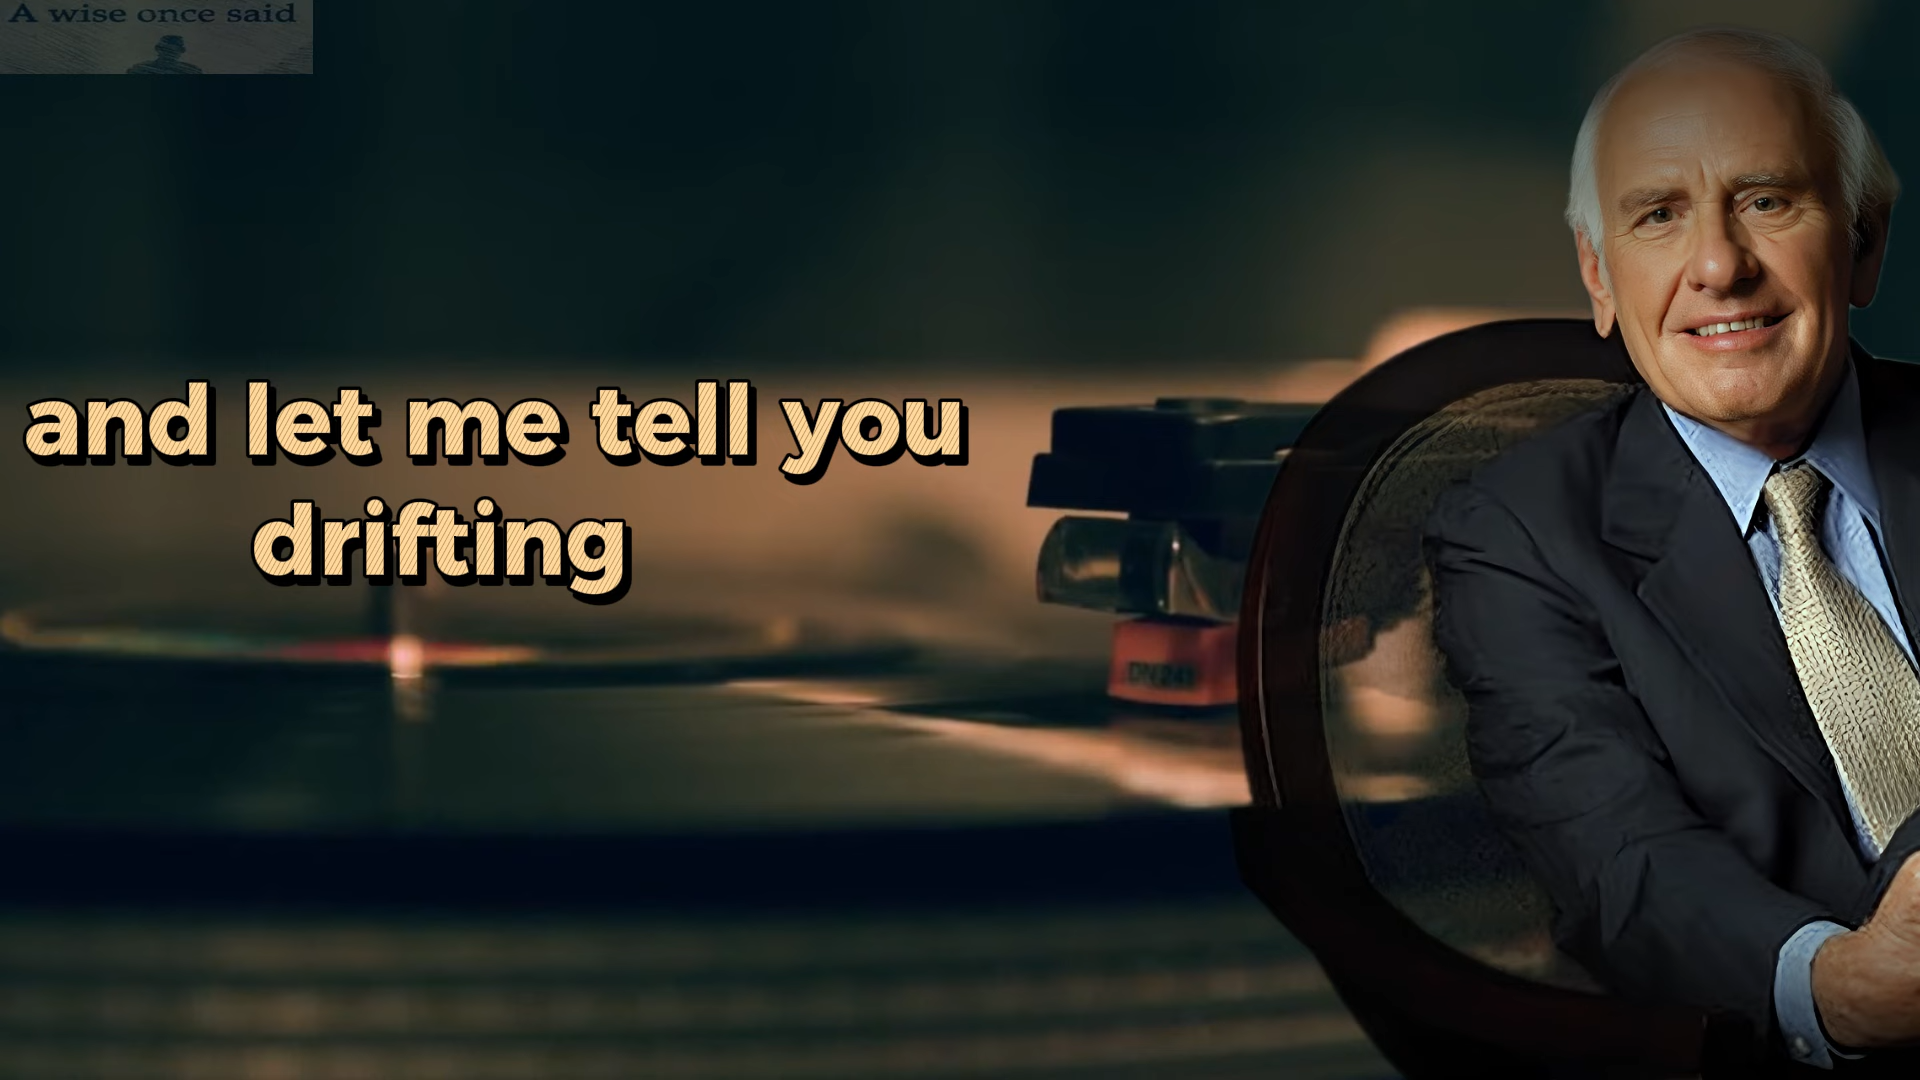 A wise once said
and let me tell you
drifting